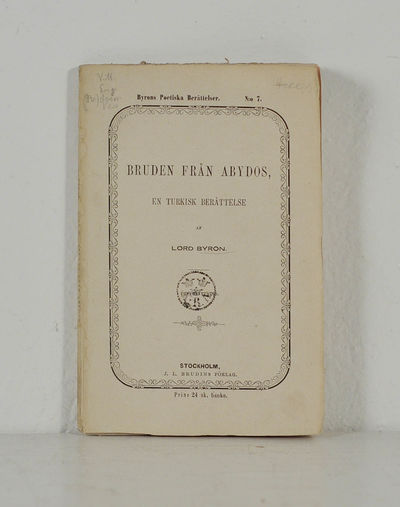 Byrons Poetiska Berättelser. N:o 7.
BRUDEN FRÅN ABYDOS,
EN TURKISK BERÄTTELSE
AF
LORD BYRON.
STOCKHOLM,
J. L. BRUDINS FÖRLAG.
Pris: 24 sk. banko.